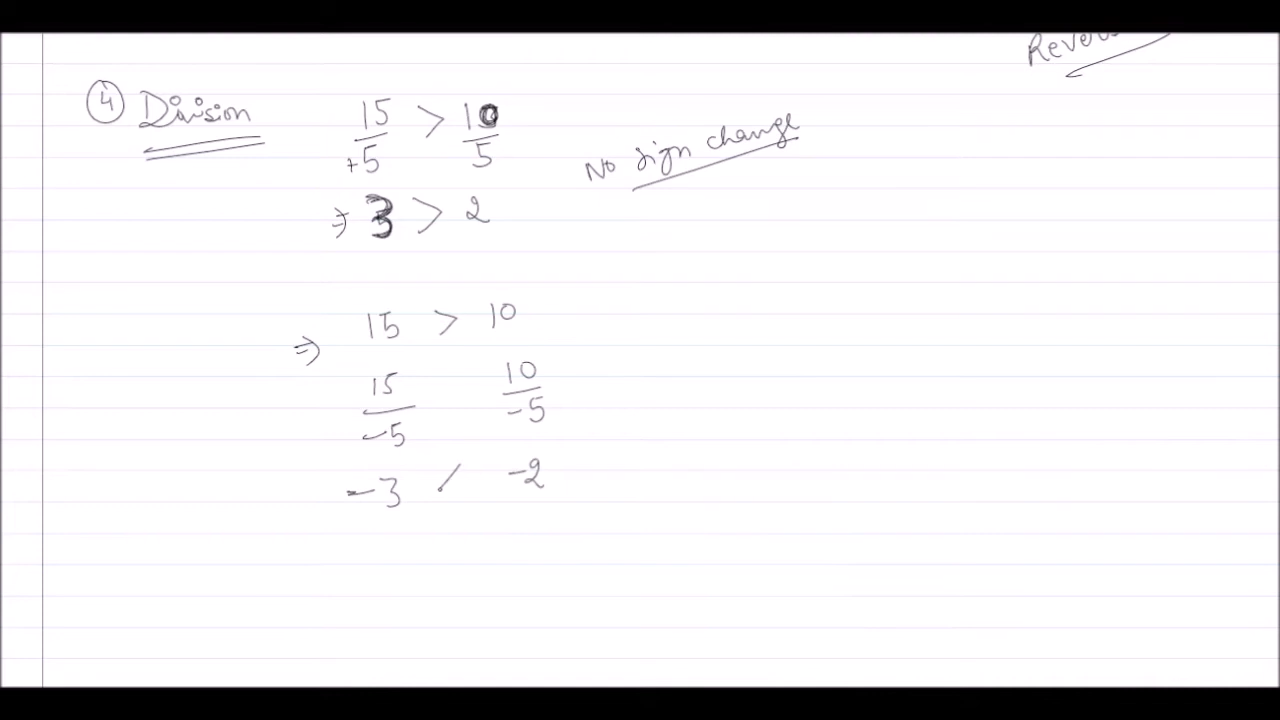 ④ Division 15/+5 > 10/5
No sign change
⇒ 3 > 2
15 > 10
⇒
15/-5 10/-5
-3 / -2